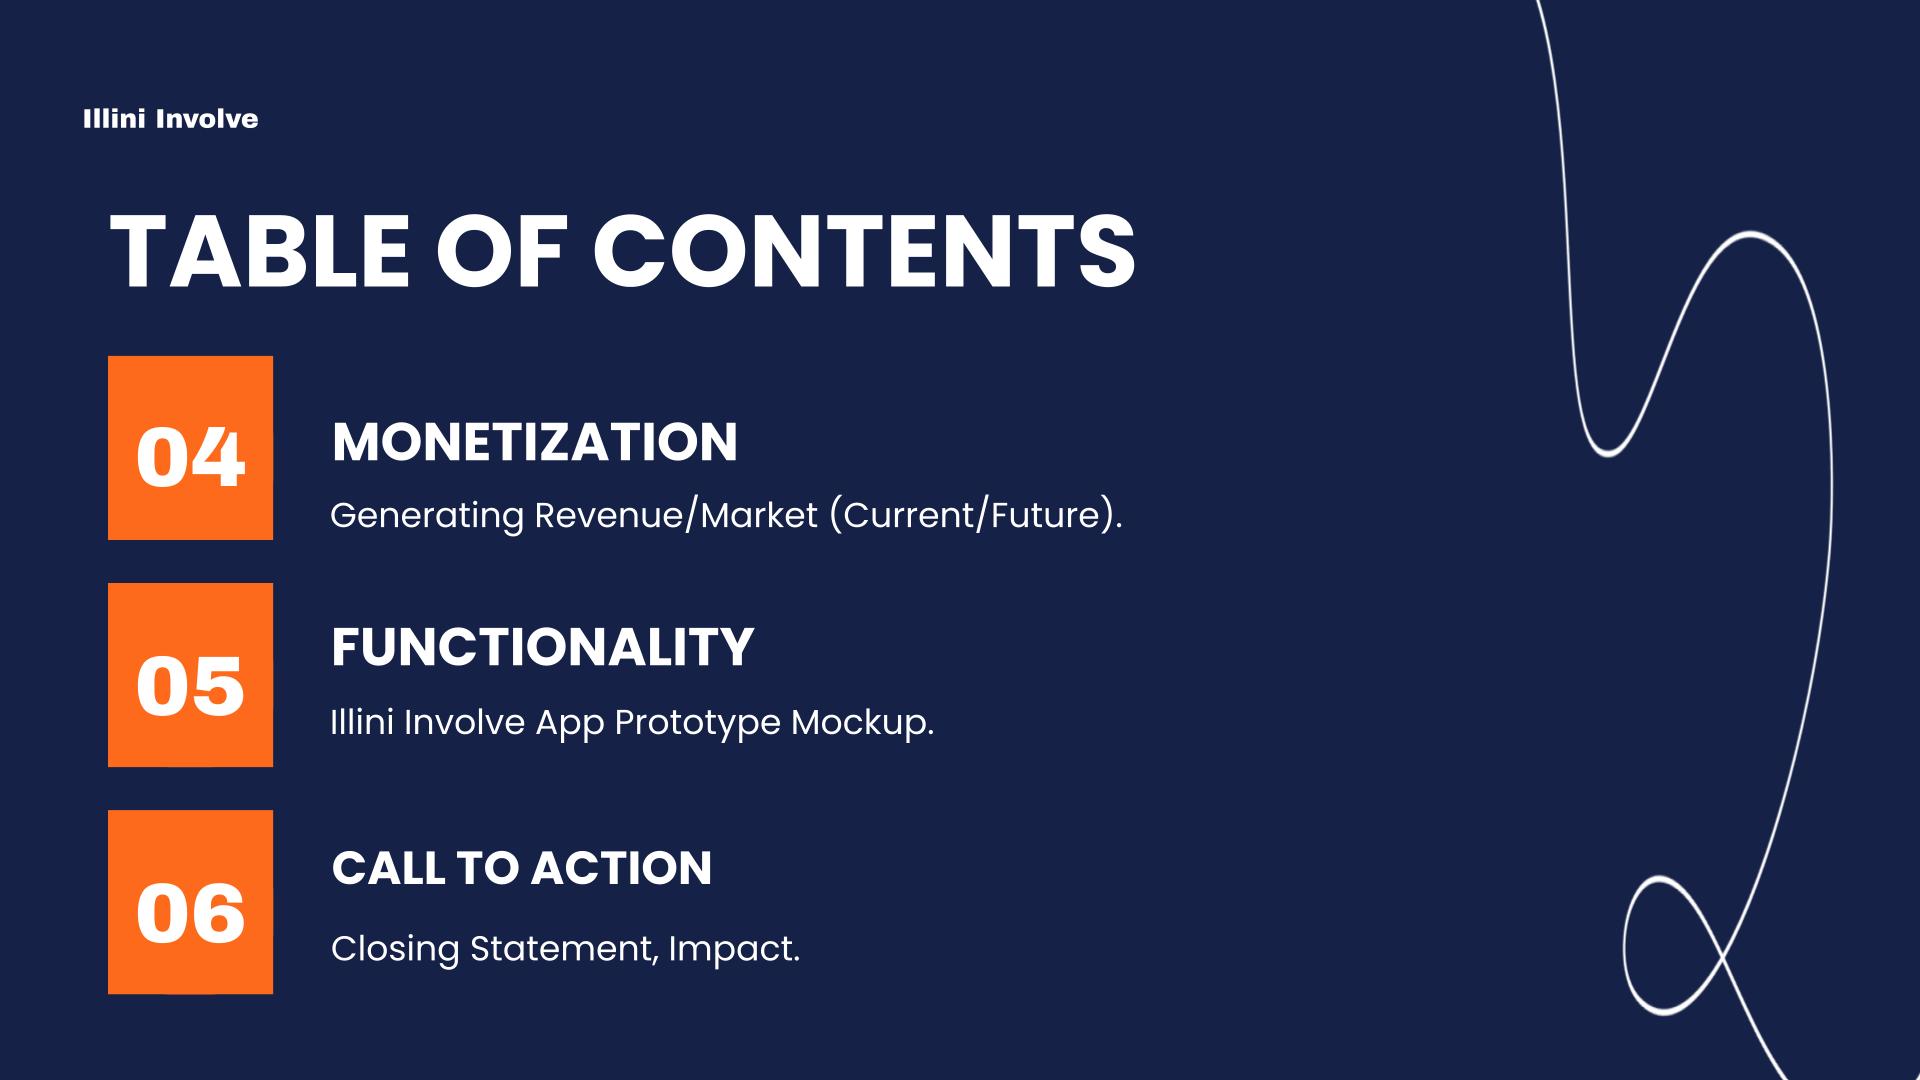 Illini Involve
TABLE OF CONTENTS
04
MONETIZATION
Generating Revenue/Market (Current/Future).
05
FUNCTIONALITY
Illini Involve App Prototype Mockup.
06
CALL TO ACTION
Closing Statement, Impact.